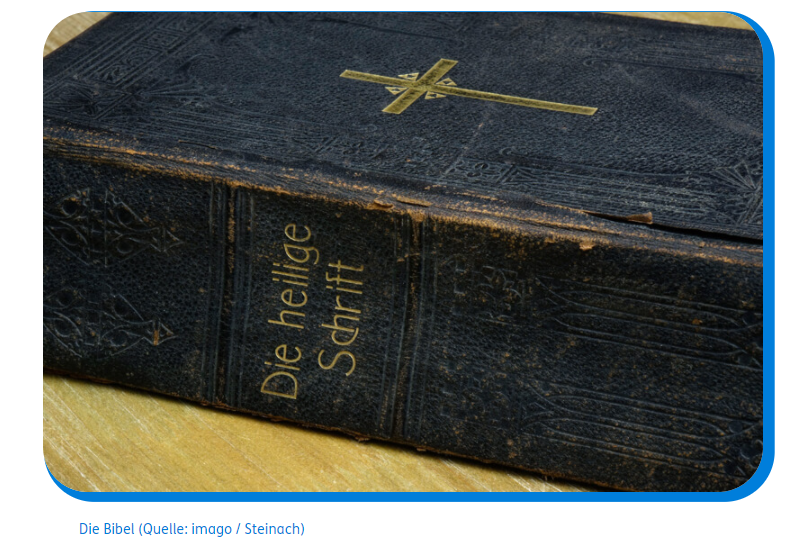 Die heilige
Schrift
Die Bibel (Quelle: imago / Steinach)